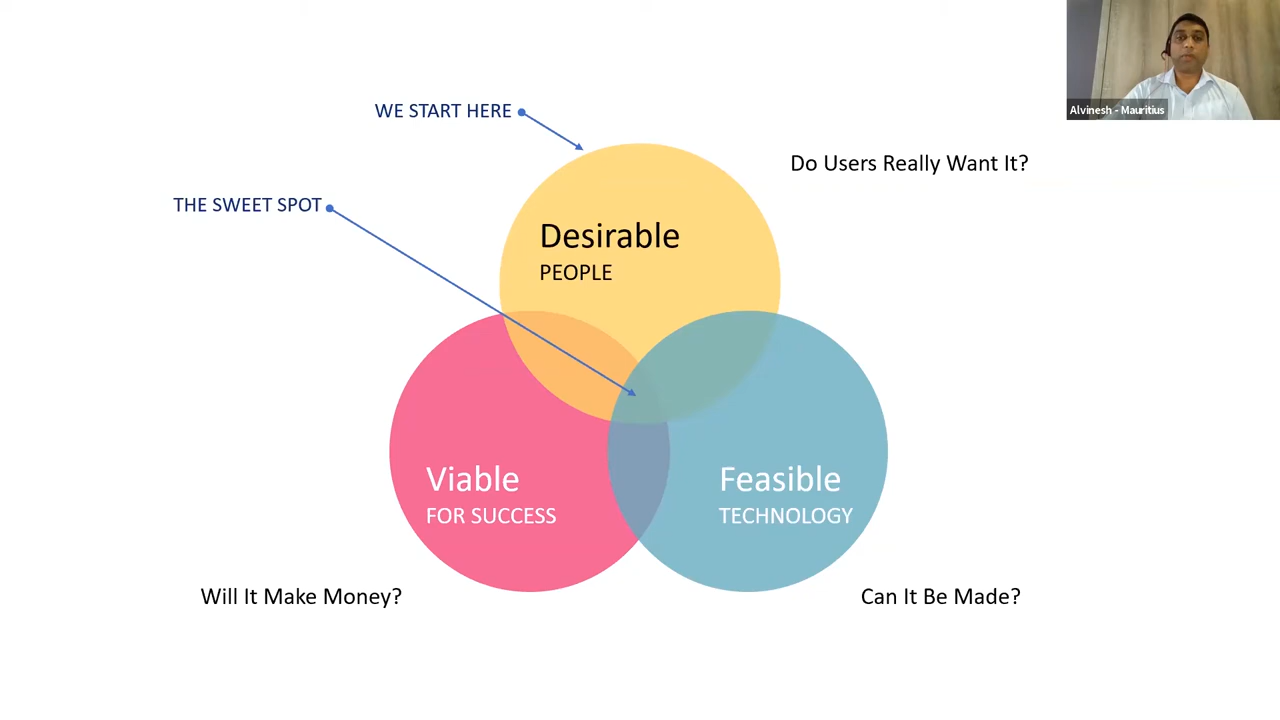 Alvinesh - Mauritius
WE START HERE
Do Users Really Want It?
THE SWEET SPOT
Desirable
PEOPLE
Viable
FOR SUCCESS
Feasible
TECHNOLOGY
Will It Make Money?
Can It Be Made?